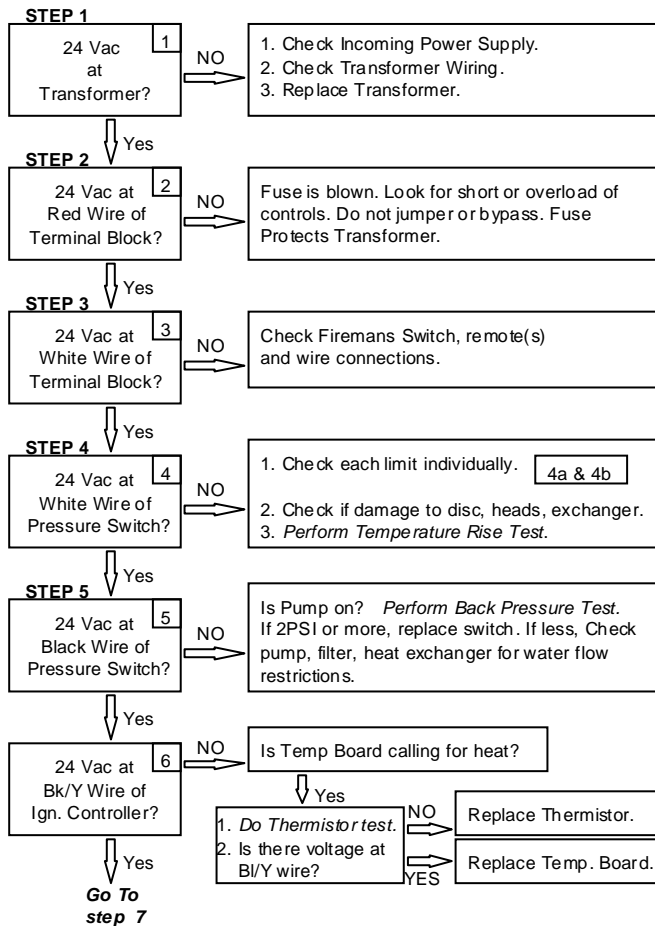 STEP 1
1
24 Vac
at
Transformer?
NO
1. Check Incoming Power Supply.
2. Check Transformer Wiring.
3. Replace Transformer.
Yes
STEP 2
2
24 Vac at
Red Wire of
Terminal Block?
NO
Fuse is blown. Look for short or overload of
controls. Do not jumper or bypass. Fuse
Protects Transformer.
Yes
STEP 3
3
24 Vac at
White Wire of
Terminal Block?
NO
Check Firemans Switch, remote(s)
and wire connections.
Yes
STEP 4
4
24 Vac at
White Wire of
Pressure Switch?
NO
1. Check each limit individually. 4a & 4b
2. Check if damage to disc, heads, exchanger.
3. Perform Temperature Rise Test.
Yes
STEP 5
5
24 Vac at
Black Wire of
Pressure Switch?
NO
Is Pump on? Perform Back Pressure Test.
If 2PSI or more, replace switch. If less, Check
pump, filter, heat exchanger for water flow
restrictions.
Yes
6
24 Vac at
Bk/Y Wire of
Ign. Controller?
NO
Is Temp Board calling for heat?
Yes
1. Do Thermistor test.
2. Is there voltage at
Bl/Y wire?
NO
Replace Thermistor.
YES
Replace Temp. Board.
Yes
Go To
step 7